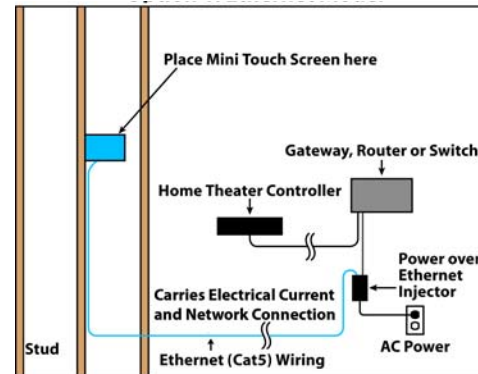 Place Mini Touch Screen here
Gateway, Router or Switch
Home Theater Controller
Power over
Ethernet
Injector
Carries Electrical Current
and Network Connection
AC Power
Stud
Ethernet (Cat5) Wiring